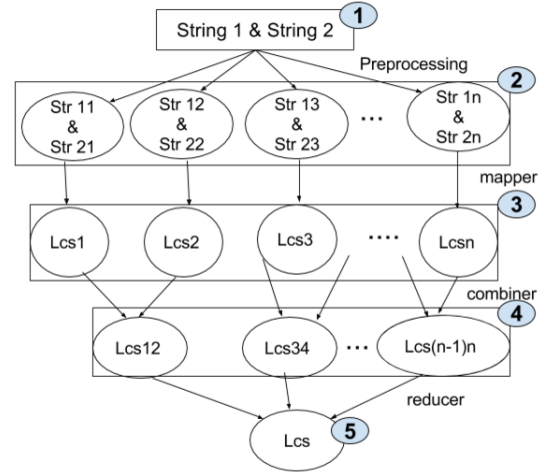 1
String 1 & String 2
Preprocessing
2
Str 11
&
Str 21
Str 12
&
Str 22
Str 13
&
Str 23
...
Str 1n
&
Str 2n
mapper
3
Lcs1
Lcs2
Lcs3
....
Lcsn
combiner
4
Lcs12
Lcs34
...
Lcs(n-1)n
reducer
Lcs
5